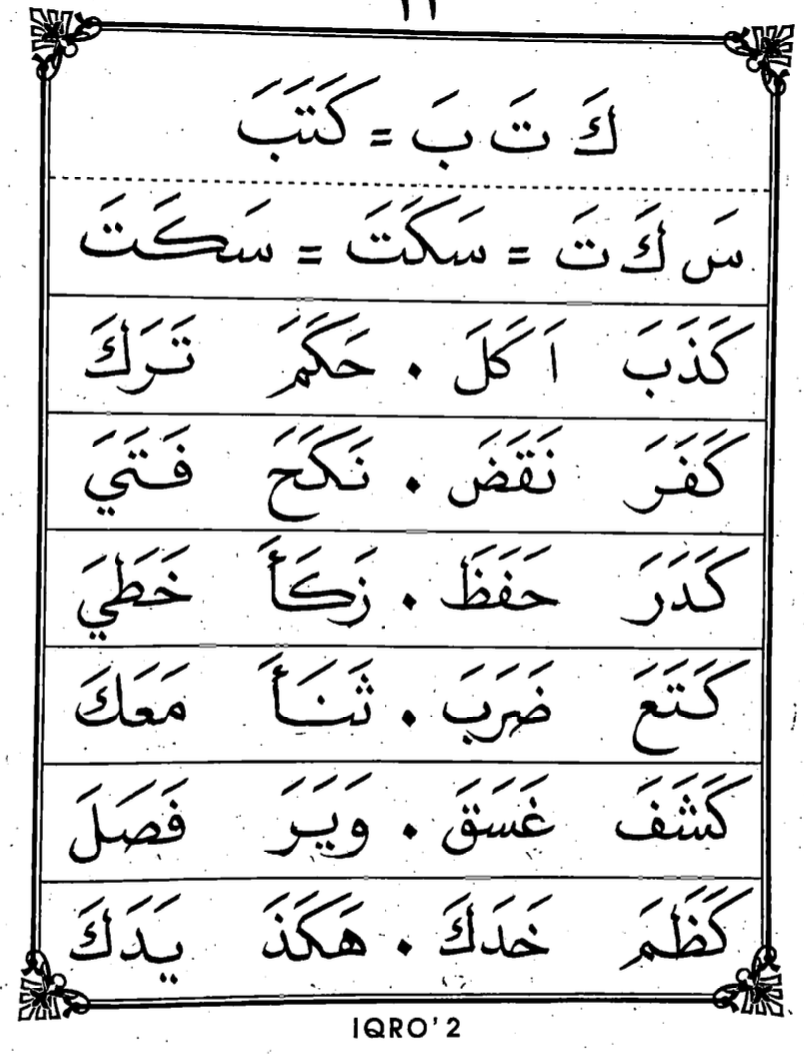 ١١
كَ تَ بَ = كَتَبَ
سَ كَ تَ = سَكَتَ = سَكَتَ
كَذَبَ اَكَلَ . حَكَمَ تَرَكَ
كَفَرَ نَقَضَ . نَكَحَ فَتَيَ
كَدَرَ حَفَظَ . زَكَأَ خَطَيَ
كَتَعَ ضَرَبَ . ثَنَأَ مَعَكَ
كَشَفَ غَسَقَ . وَيَرَ فَصَلَ
كَظَمَ خَدَكَ . هَكَذَ يَدَكَ
IQRO' 2